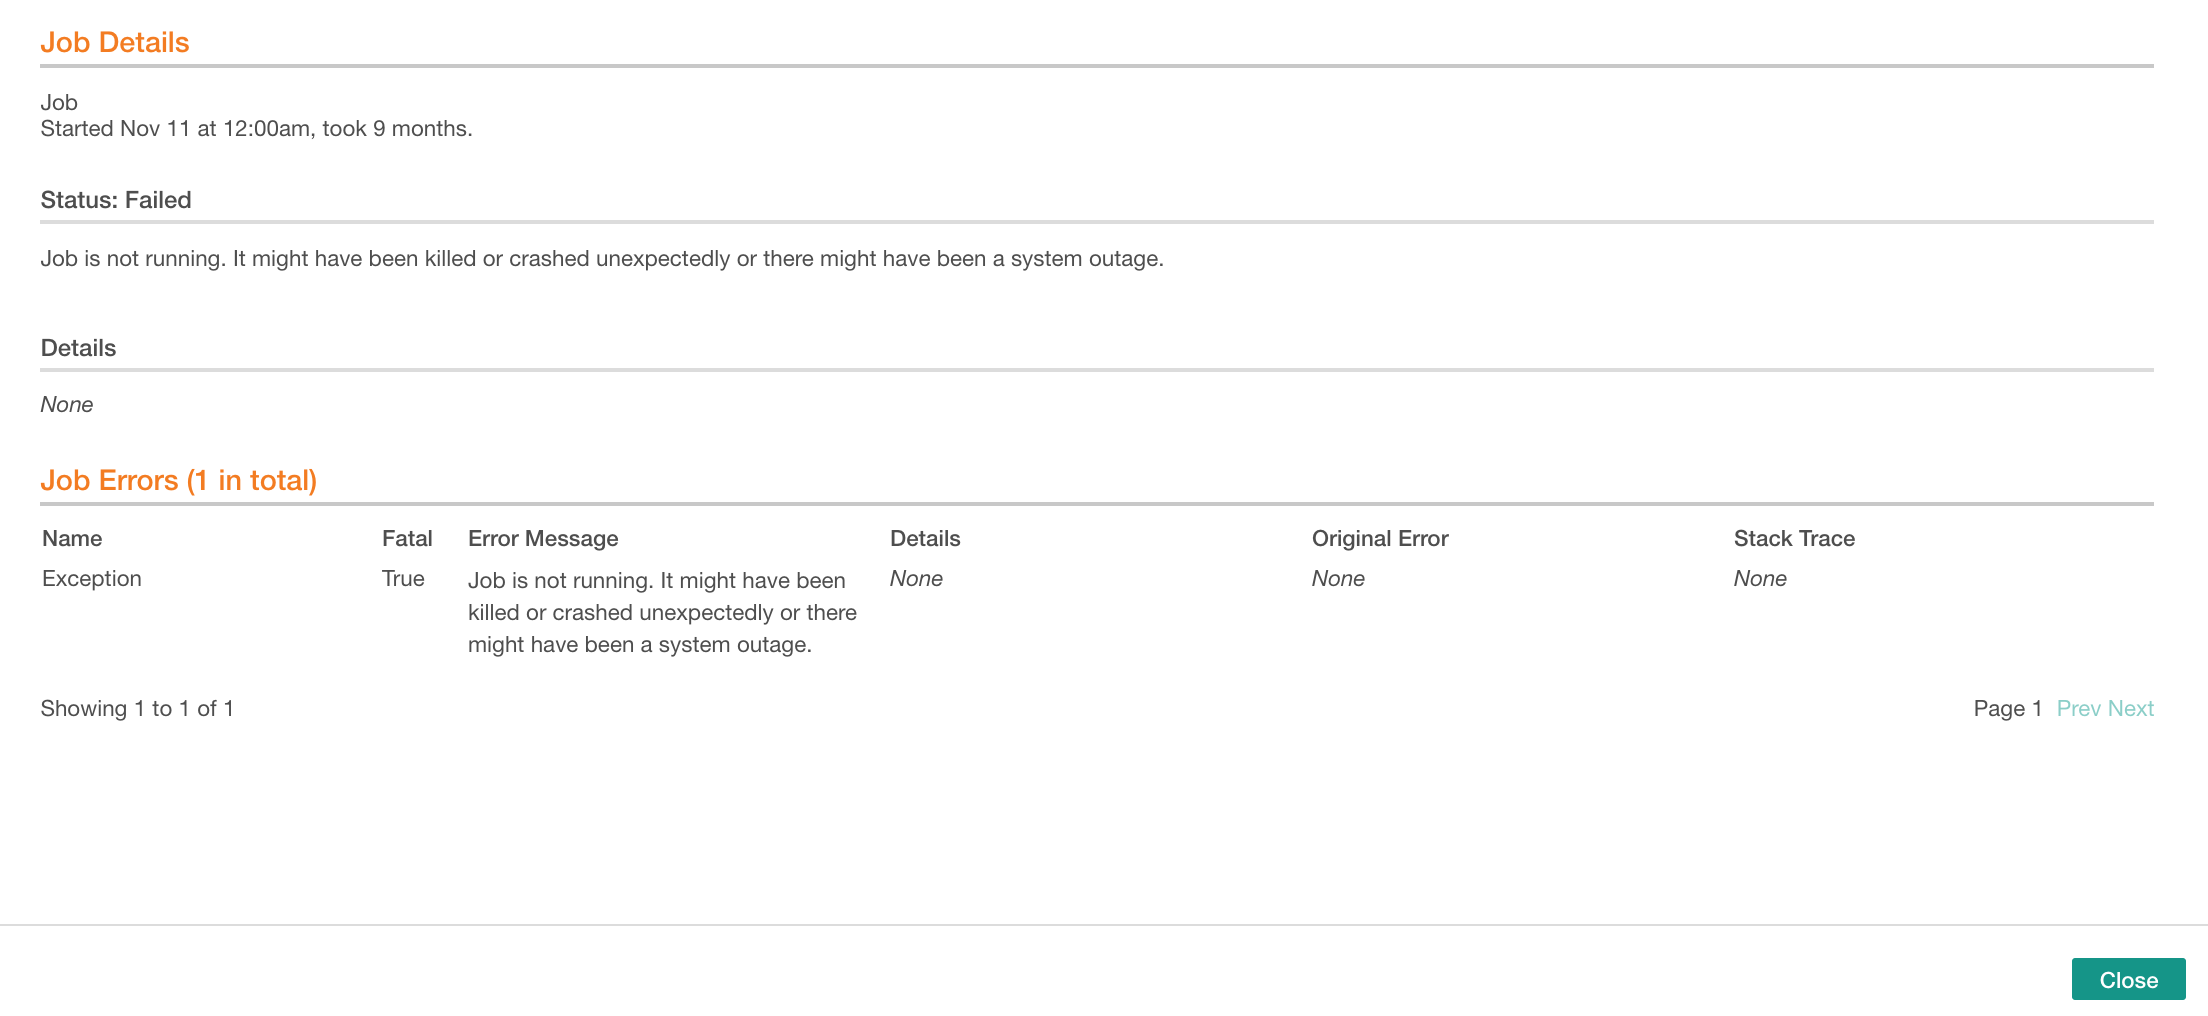 Job Details
Job
Started Nov 11 at 12:00am, took 9 months.
Status: Failed
Job is not running. It might have been killed or crashed unexpectedly or there might have been a system outage.
Details
None
Job Errors (1 in total)
Name Fatal Error Message Details Original Error Stack Trace
Exception True Job is not running. It might have been None None None
killed or crashed unexpectedly or there
might have been a system outage.
Showing 1 to 1 of 1 Page 1 Prev Next
Close